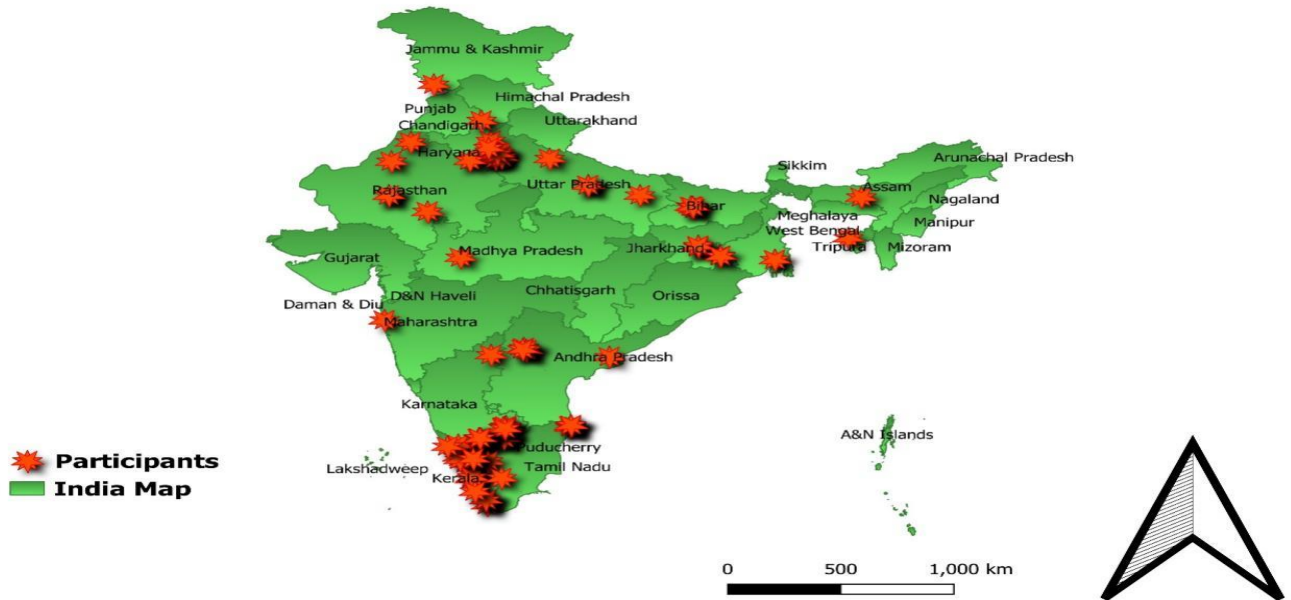 Jammu & Kashmir
Himachal Pradesh
Punjab
Uttarakhand
Chandigarh
Haryana
Arunachal Pradesh
Sikkim
Uttar Pradesh
Assam
Rajasthan
Nagaland
Bihar
Meghalaya
Manipur
West Bengal
Jharkhand
Tripura
Mizoram
Madhya Pradesh
Gujarat
Chhatisgarh
D&N Haveli
Orissa
Daman & Diu
Maharashtra
Andhra Pradesh
Karnataka
A&N Islands
Puducherry
Participants
Lakshadweep
Tamil Nadu
Kerala
India Map
0 500 1,000 km